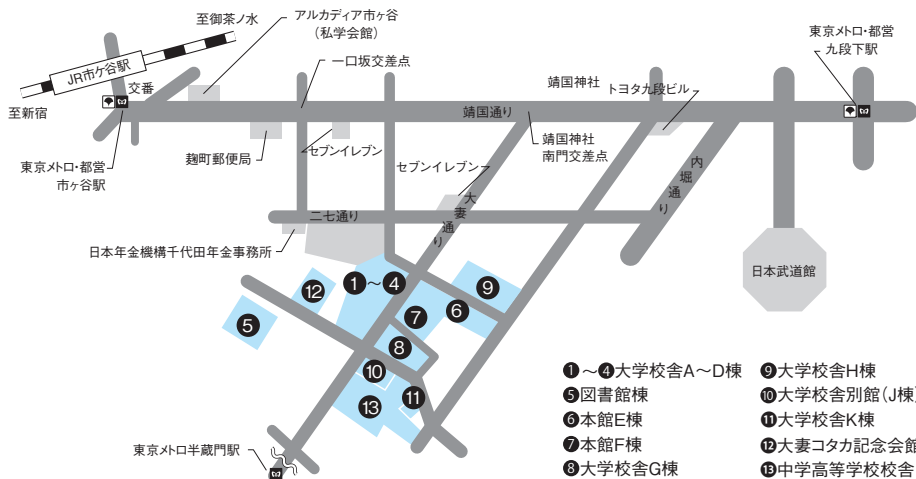 至御茶ノ水
アルカディア市ヶ谷
(私学会館)
JR市ケ谷駅
交番
一口坂交差点
至新宿
靖国神社
トヨタ九段ビル
東京メトロ・都営
九段下駅
靖国通り
靖国神社
南門交差点
東京メトロ・都営
市ヶ谷駅
麹町郵便局
セブンイレブン
セブンイレブン
内堀通り
大妻通り
二七通り
日本年金機構千代田年金事務所
日本武道館
❶~❹
❺
❻
❼
❽
❾
❿
⓫
⓬
⓭
東京メトロ半蔵門駅
❶~❹大学校舎A~D棟
❺図書館棟
❻本館E棟
❼本館F棟
❽大学校舎G棟
❾大学校舎H棟
❿大学校舎別館(J棟)
⓫大学校舎K棟
⓬大妻コタカ記念会館
⓭中学高等学校校舎